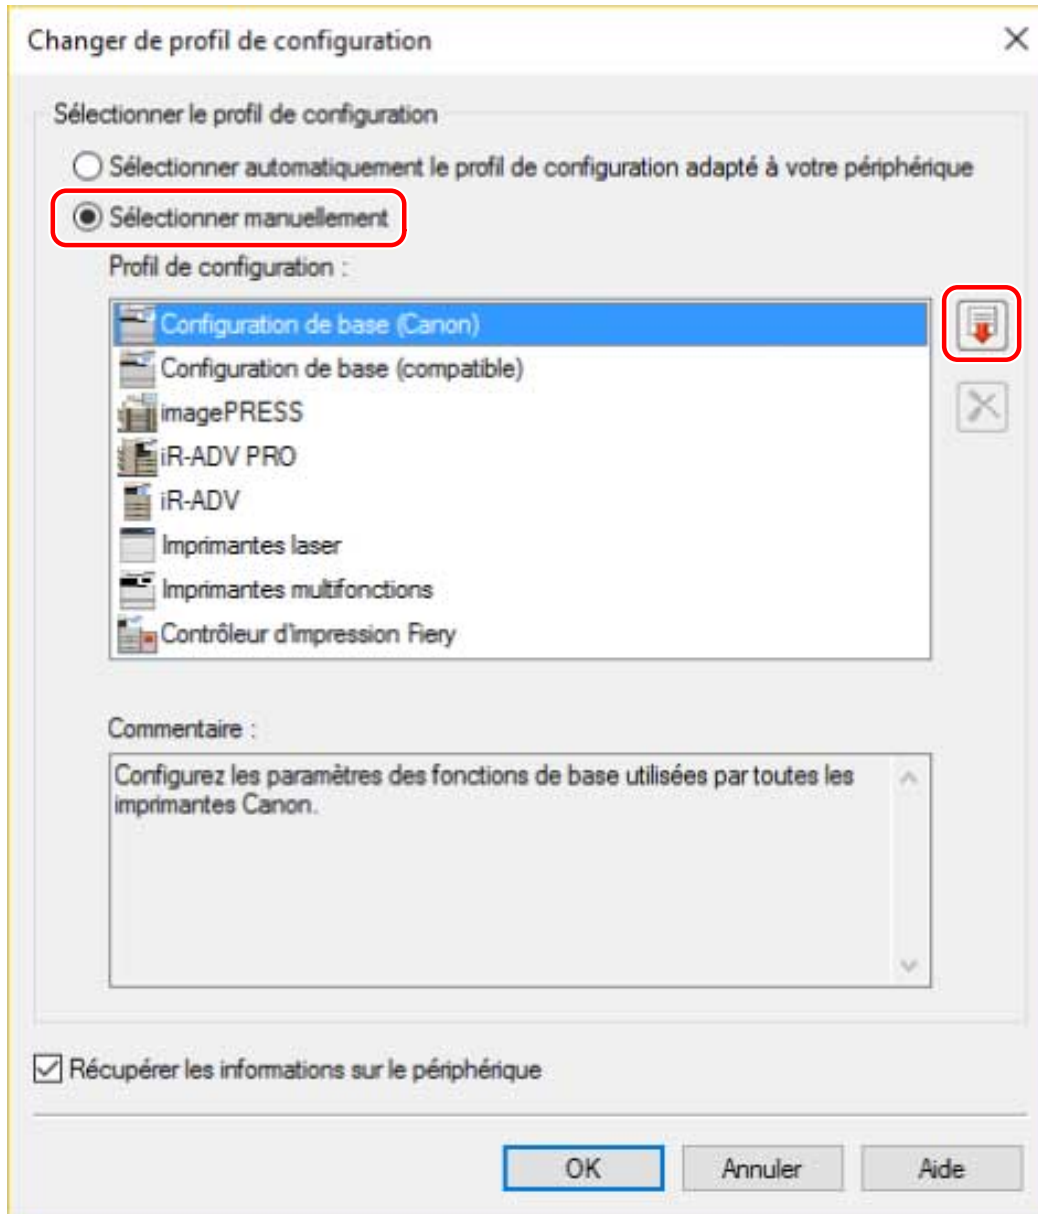 Changer de profil de configuration
Sélectionner le profil de configuration
Sélectionner automatiquement le profil de configuration adapté à votre périphérique
Sélectionner manuellement
Profil de configuration :
Configuration de base (Canon)
Configuration de base (compatible)
imagePRESS
iR-ADV PRO
iR-ADV
Imprimantes laser
Imprimantes multifonctions
Contrôleur d'impression Fiery
Commentaire :
Configurez les paramètres des fonctions de base utilisées par toutes les
imprimantes Canon.
Récupérer les informations sur le périphérique
OK
Annuler
Aide